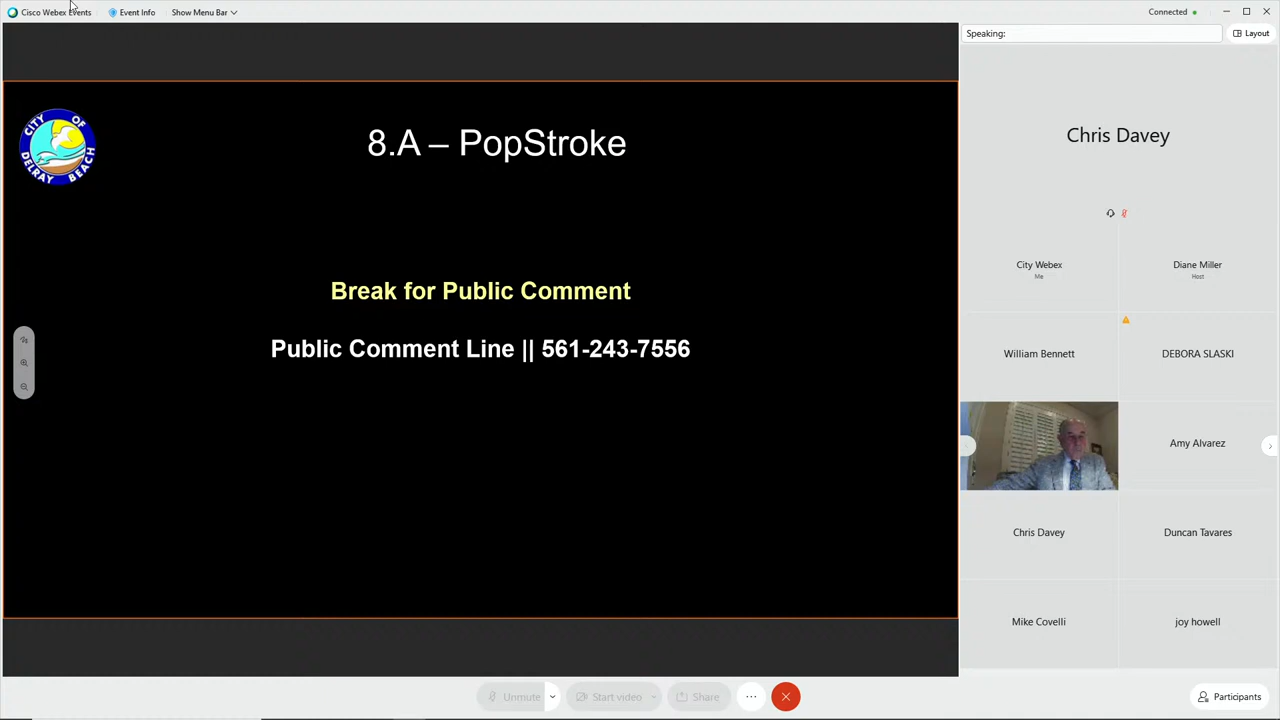 Cisco Webex Events
Event Info
Show Menu Bar
Connected
Speaking:
Layout
CITY OF DELRAY BEACH
8.A – PopStroke
Break for Public Comment
Public Comment Line || 561-243-7556
Chris Davey
City Webex
Me
Diane Miller
Host
William Bennett
DEBORA SLASKI
Amy Alvarez
Chris Davey
Duncan Tavares
Mike Covelli
joy howell
Unmute
Start video
Share
Participants